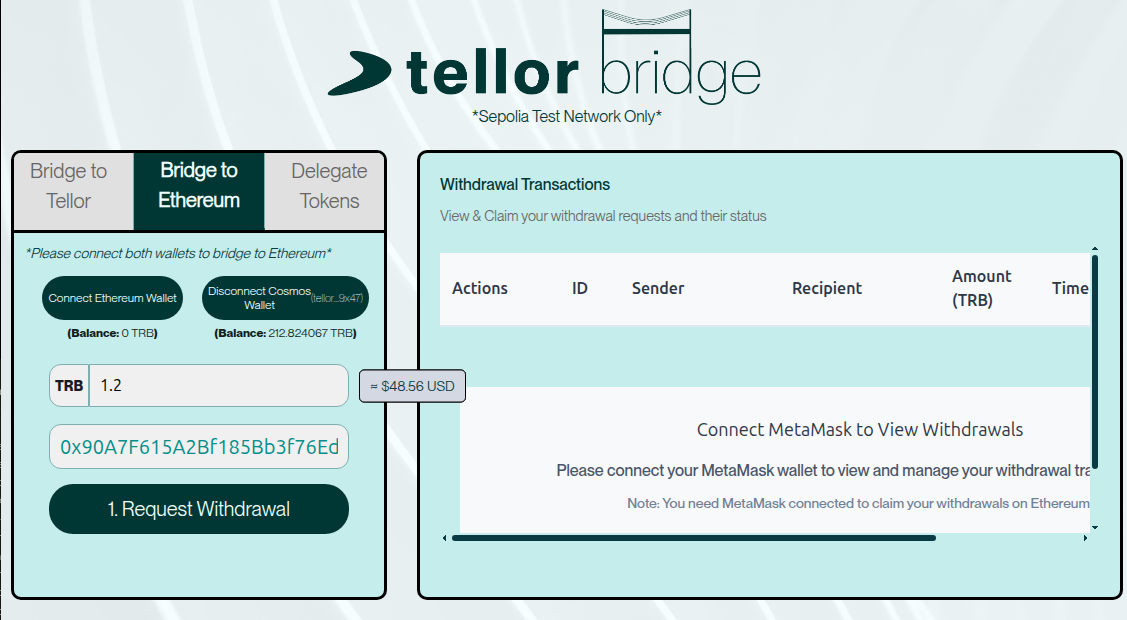 tellor bridge
*Sepolia Test Network Only*
Bridge to
Tellor
Bridge to
Ethereum
Delegate
Tokens
*Please connect both wallets to bridge to Ethereum*
Connect Ethereum Wallet
Disconnect Cosmos
Wallet
(tellor...9x47)
(Balance: 0 TRB)
(Balance: 212.824067 TRB)
TRB
1.2
≈ $48.56 USD
0x90A7F615A2Bf185Bb3f76Ed
1. Request Withdrawal
Withdrawal Transactions
View & Claim your withdrawal requests and their status
Actions
ID
Sender
Recipient
Amount
(TRB)
Time
Connect MetaMask to View Withdrawals
Please connect your MetaMask wallet to view and manage your withdrawal tra
Note: You need MetaMask connected to claim your withdrawals on Ethereum